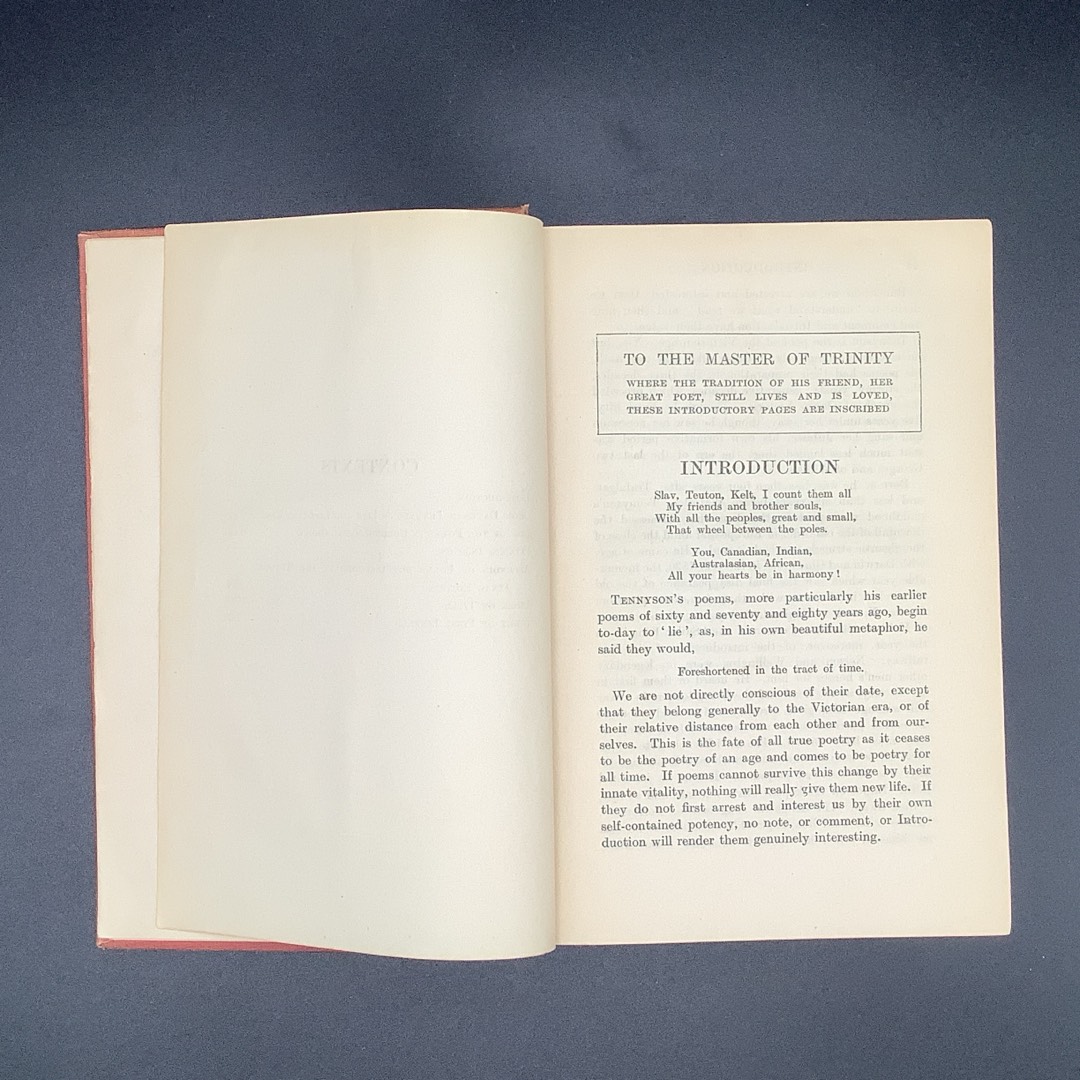 CONTENTS
TO THE MASTER OF TRINITY
WHERE THE TRADITION OF HIS FRIEND, HER
GREAT POET, STILL LIVES AND IS LOVED,
THESE INTRODUCTORY PAGES ARE INSCRIBED
INTRODUCTION
Slav, Teuton, Kelt, I count them all
My friends and brother souls,
With all the peoples, great and small,
That wheel between the poles.
You, Canadian, Indian,
Australasian, African,
All your hearts be in harmony!
TENNYSON'S poems, more particularly his earlier
poems of sixty and seventy and eighty years ago, begin
to-day to 'lie', as, in his own beautiful metaphor, he
said they would,
Foreshortened in the tract of time.
We are not directly conscious of their date, except
that they belong generally to the Victorian era, or of
their relative distance from each other and from our-
selves. This is the fate of all true poetry as it ceases
to be the poetry of an age and comes to be poetry for
all time. If poems cannot survive this change by their
innate vitality, nothing will really give them new life. If
they do not first arrest and interest us by their own
self-contained potency, no note, or comment, or Intro-
duction will render them genuinely interesting.